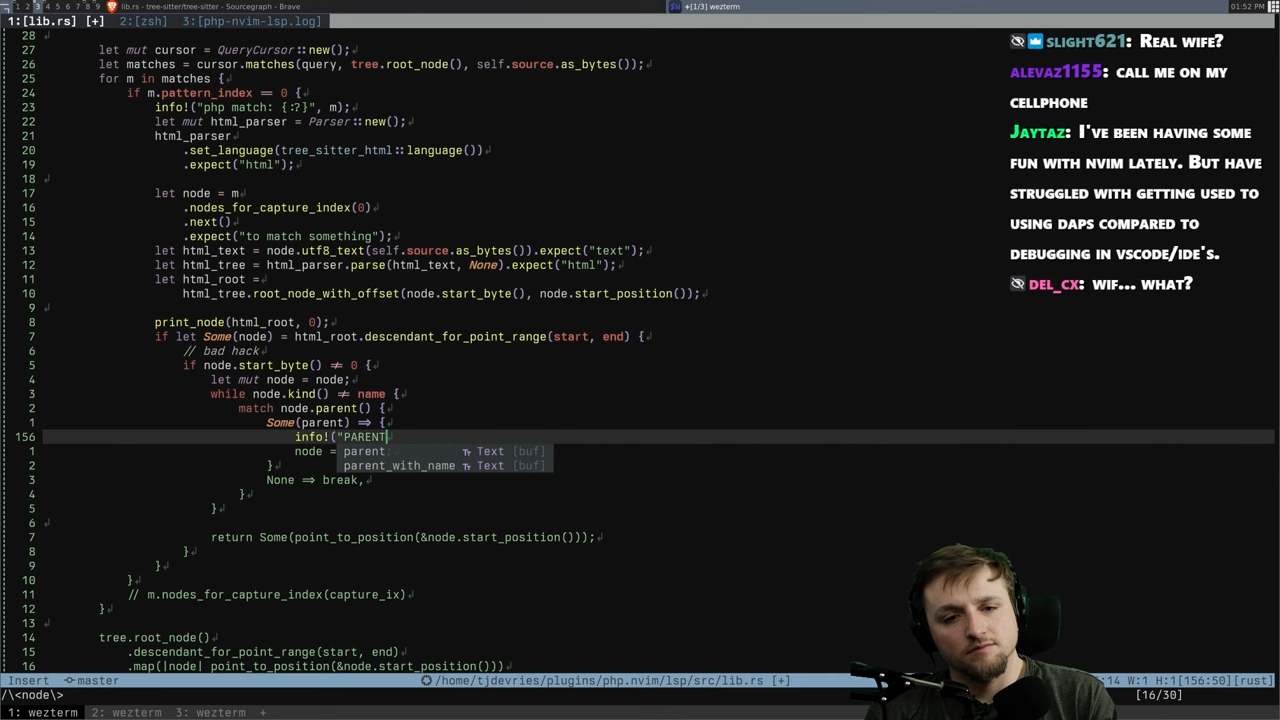 1 2 3 4 5 6 7 8 9 lib.rs - tree-sitter/tree-sitter - Sourcegraph - Brave
+[1/3] wezterm
01:52 PM
1:[lib.rs] [+] 2:[zsh] 3:[php-nvim-lsp.log]
28
27 let mut cursor = QueryCursor::new();
26 let matches = cursor.matches(query, tree.root_node(), self.source.as_bytes());
25 for m in matches {
24 if m.pattern_index == 0 {
23 info!("php match: {:?}", m);
22 let mut html_parser = Parser::new();
21 html_parser
20 .set_language(tree_sitter_html::language())
19 .expect("html");
18
17 let node = m
16 .nodes_for_capture_index(0)
15 .next()
14 .expect("to match something");
13 let html_text = node.utf8_text(self.source.as_bytes()).expect("text");
12 let html_tree = html_parser.parse(html_text, None).expect("html");
11 let html_root =
10 html_tree.root_node_with_offset(node.start_byte(), node.start_position());
9
8 print_node(html_root, 0);
7 if let Some(node) = html_root.descendant_for_point_range(start, end) {
6 // bad hack
5 if node.start_byte() != 0 {
4 let mut node = node;
3 while node.kind() != name {
2 match node.parent() {
1 Some(parent) => {
156 info!("PARENT
1 node = parent; Text [buf]
2 } parent_with_name Text [buf]
3 None => break,
4 }
5 }
6
7 return Some(point_to_position(&node.start_position()));
8 }
9 }
10 }
11 // m.nodes_for_capture_index(capture_ix)
12 }
13
14 tree.root_node()
15 .descendant_for_point_range(start, end)
16 .map(|node| point_to_position(&node.start_position()))
Insert master /home/tjdevries/plugins/php.nvim/lsp/src/lib.rs [+] :14 W:1 H:1[156:50][rust]
/\<node\> [16/30]
1: wezterm 2: wezterm 3: wezterm +
SLIGHT621: REAL WIFE?
ALEVAZ1155: CALL ME ON MY
CELLPHONE
JAYTAZ: I'VE BEEN HAVING SOME
FUN WITH NVIM LATELY. BUT HAVE
STRUGGLED WITH GETTING USED TO
USING DAPS COMPARED TO
DEBUGGING IN VSCODE/IDE'S.
DEL_CX: WIF... WHAT?